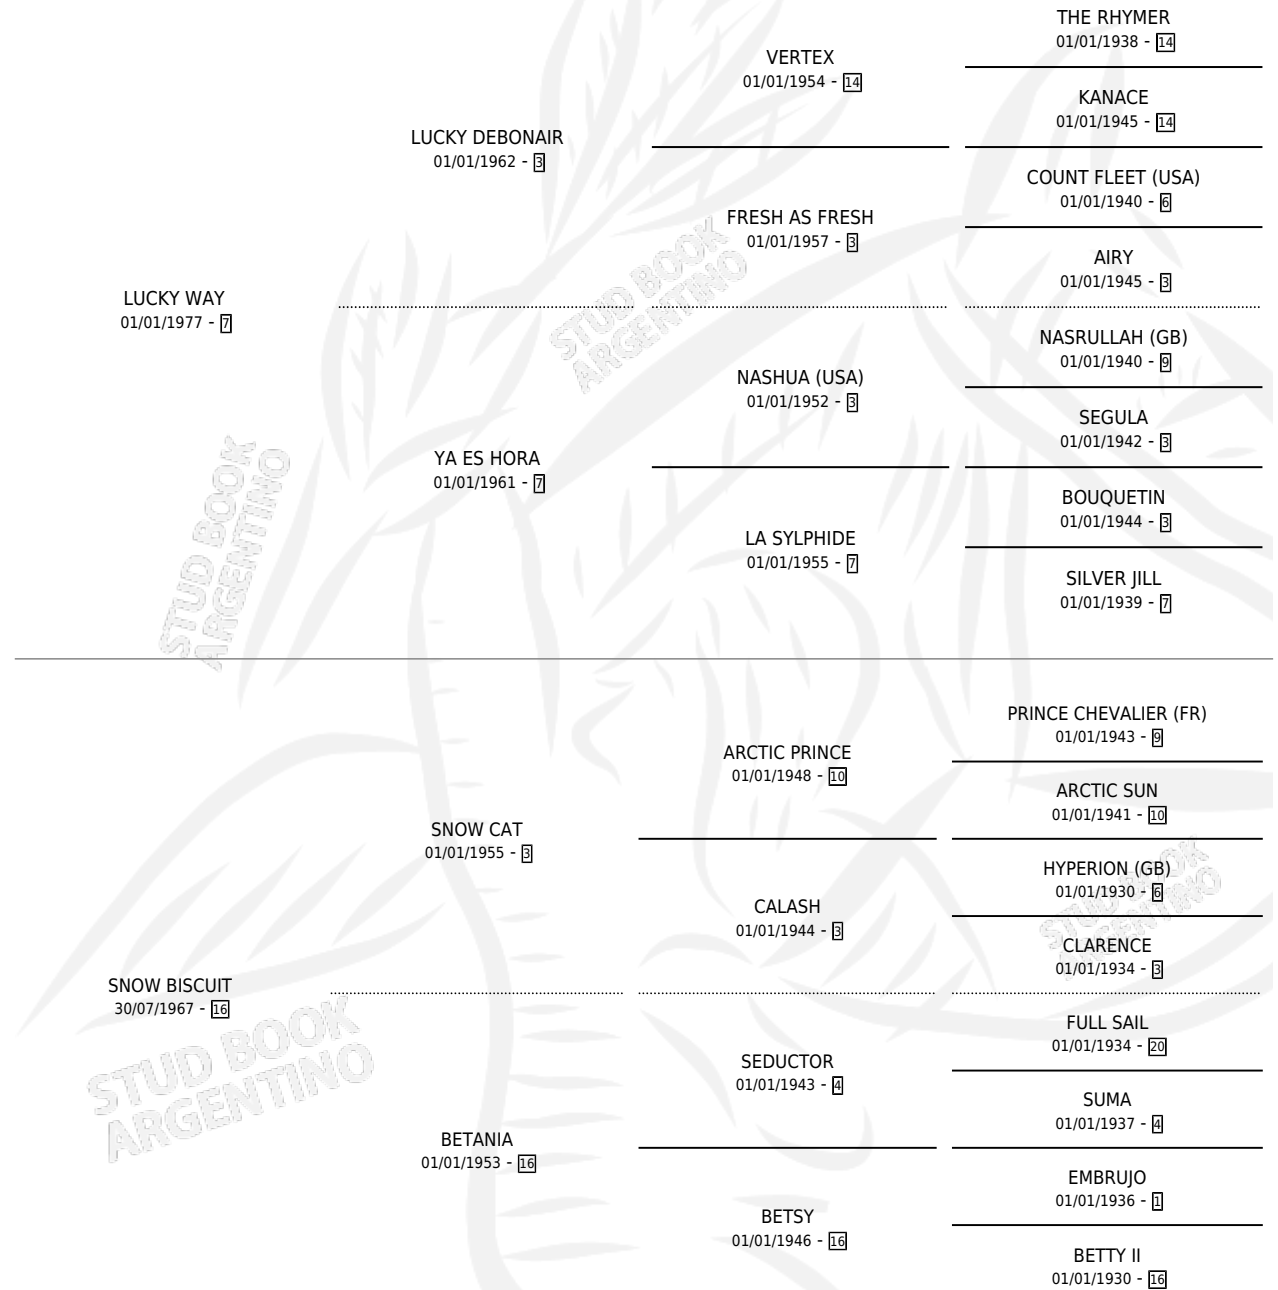 THE RHYMER
01/01/1938 - 14
VERTEX
01/01/1954 - 14
KANACE
01/01/1945 - 14
LUCKY DEBONAIR
01/01/1962 - 3
COUNT FLEET (USA)
01/01/1940 - 6
FRESH AS FRESH
01/01/1957 - 3
AIRY
01/01/1945 - 3
LUCKY WAY
01/01/1977 - 7
NASRULLAH (GB)
01/01/1940 - 9
NASHUA (USA)
01/01/1952 - 3
SEGULA
01/01/1942 - 3
YA ES HORA
01/01/1961 - 7
BOUQUETIN
01/01/1944 - 3
LA SYLPHIDE
01/01/1955 - 7
SILVER JILL
01/01/1939 - 7
STUD BOOK
ARGENTINO
STUD BOOK
ARGENTINO
PRINCE CHEVALIER (FR)
01/01/1943 - 9
ARCTIC PRINCE
01/01/1948 - 10
ARCTIC SUN
01/01/1941 - 10
SNOW CAT
01/01/1955 - 3
HYPERION (GB)
01/01/1930 - 6
CALASH
01/01/1944 - 3
CLARENCE
01/01/1934 - 3
SNOW BISCUIT
30/07/1967 - 16
FULL SAIL
01/01/1934 - 20
SEDUCTOR
01/01/1943 - 4
SUMA
01/01/1937 - 4
BETANIA
01/01/1953 - 16
EMBRUJO
01/01/1936 - 1
BETSY
01/01/1946 - 16
BETTY II
01/01/1930 - 16
STUD BOOK
ARGENTINO
STUD BOOK
ARGENTINO